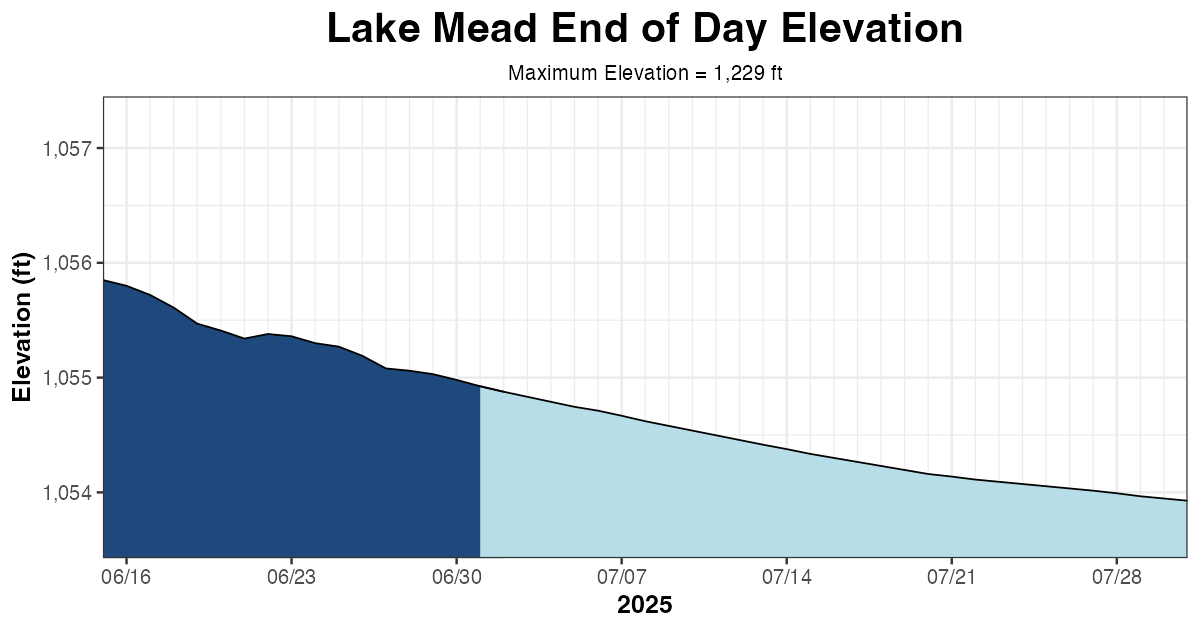 Lake Mead End of Day Elevation
Maximum Elevation = 1,229 ft
Elevation (ft)
1,057
1,056
1,055
1,054
06/16 06/23 06/30 07/07 07/14 07/21 07/28
2025